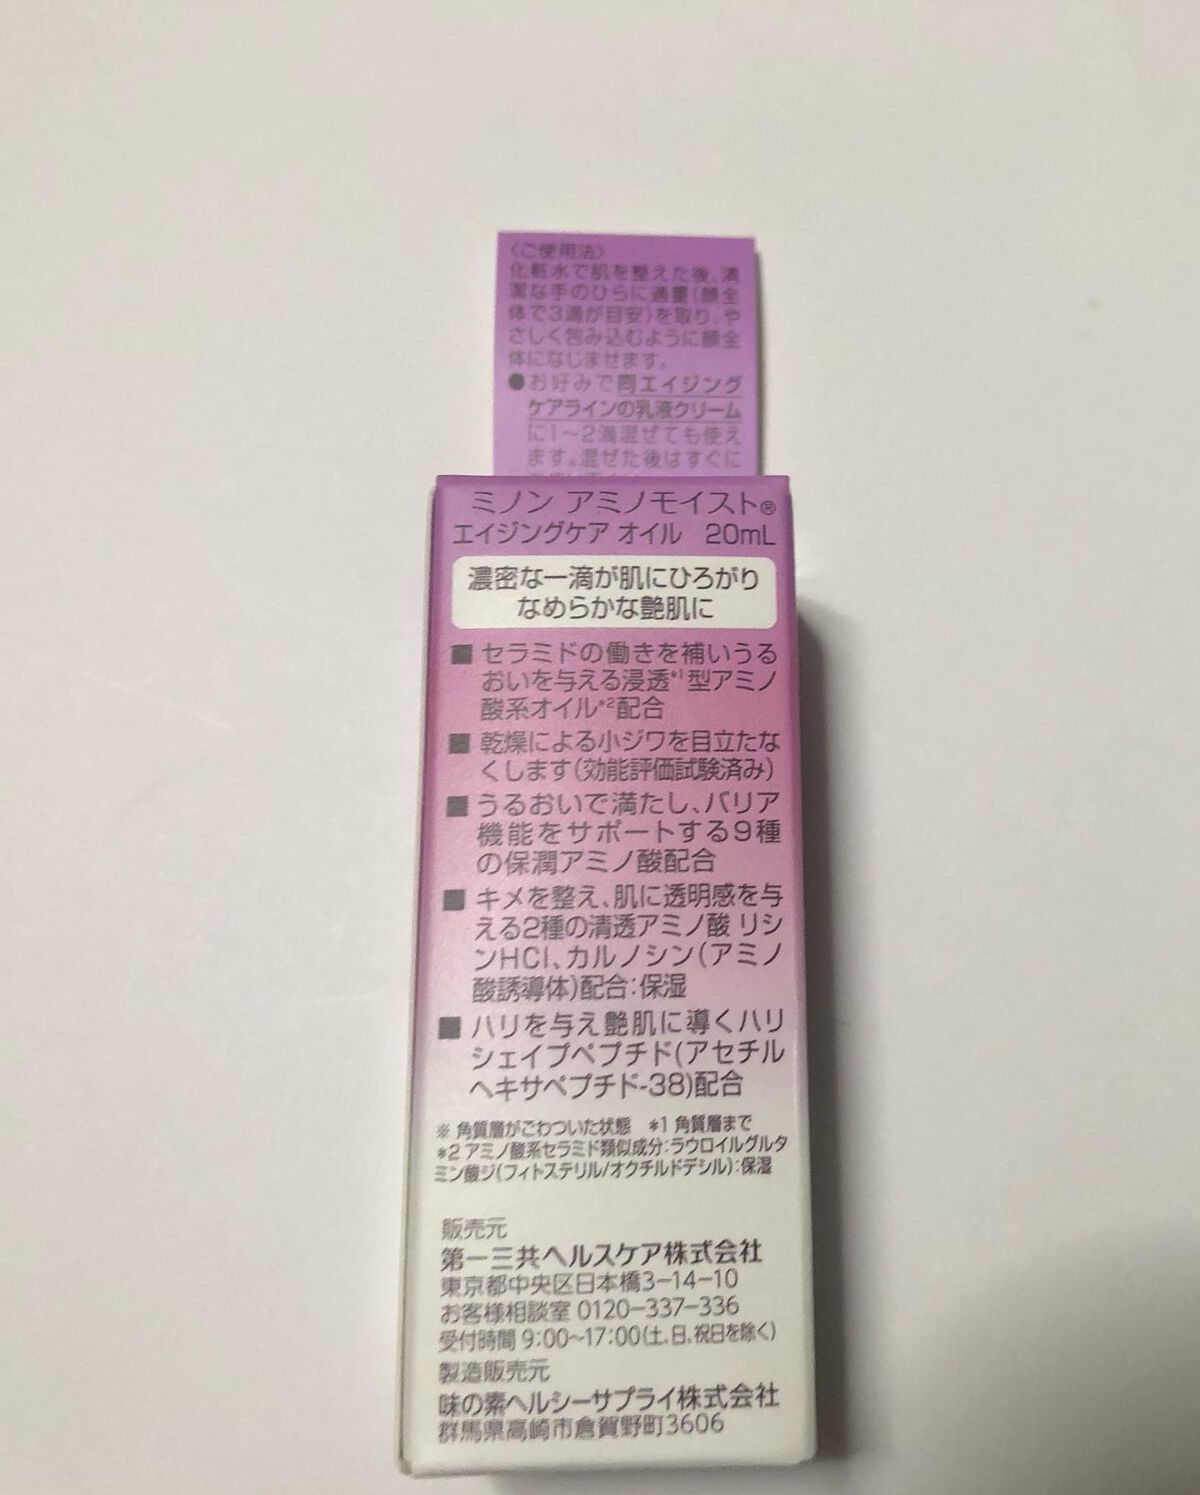 〈ご使用法〉
化粧水で肌を整えた後、清
潔な手のひらに適量(顔全
体で3滴が目安)を取り、や
さしく包み込むように顔全
体になじませます。
●お好みで同エイジング
ケアラインの乳液クリーム
に1〜2滴混ぜても使え
ます。混ぜた後はすぐに
ミノン アミノモイスト®
エイジングケア オイル 20mL
濃密な一滴が肌にひろがり
なめらかな艶肌に
■ セラミドの働きを補いうる
おいを与える浸透*1型アミノ
酸系オイル*2配合
■ 乾燥による小ジワを目立たな
くします(効能評価試験済み)
■ うるおいで満たし、バリア
機能をサポートする9種
の保潤アミノ酸配合
■ キメを整え、肌に透明感を与
える2種の清透アミノ酸 リシ
ンHCl、カルノシン(アミノ
酸誘導体)配合:保湿
■ ハリを与え艶肌に導くハリ
シェイプペプチド(アセチル
ヘキサペプチド-38)配合
※ 角質層がごわついた状態 *1 角質層まで
*2 アミノ酸系セラミド類似成分:ラウロイルグルタ
ミン酸ジ(フィトステリル/オクチルドデシル):保湿
販売元
第一三共ヘルスケア株式会社
東京都中央区日本橋3-14-10
お客様相談室 0120-337-336
受付時間 9:00〜17:00(土、日、祝日を除く)
製造販売元
味の素ヘルシーサプライ株式会社
群馬県高崎市倉賀野町3606